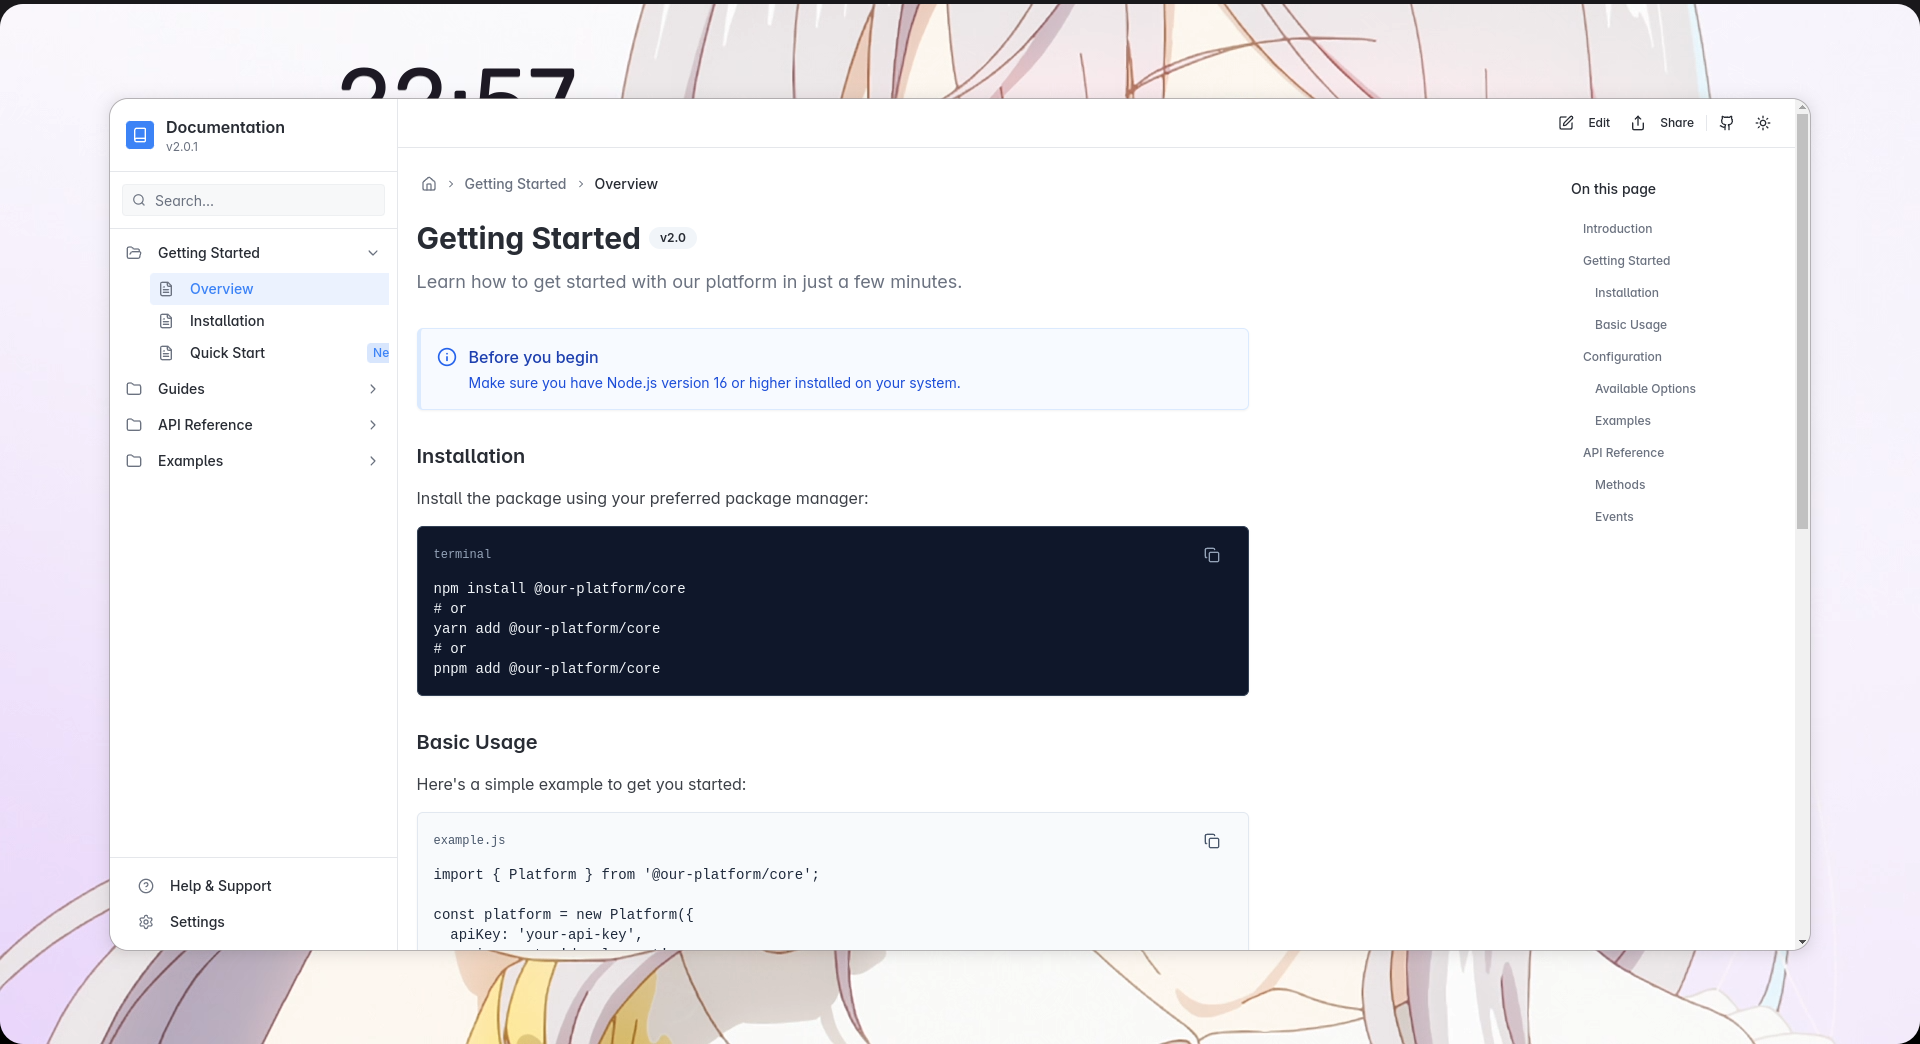 22:57
Documentation
v2.0.1
Search...
Getting Started
Overview
Installation
Quick Start
Ne
Guides
API Reference
Examples
Help & Support
Settings
Edit
Share
Getting Started
Overview
Getting Started
v2.0
Learn how to get started with our platform in just a few minutes.
Before you begin
Make sure you have Node.js version 16 or higher installed on your system.
Installation
Install the package using your preferred package manager:
terminal
npm install @our-platform/core
# or
yarn add @our-platform/core
# or
pnpm add @our-platform/core
Basic Usage
Here's a simple example to get you started:
example.js
import { Platform } from '@our-platform/core';
const platform = new Platform({
apiKey: 'your-api-key',
On this page
Introduction
Getting Started
Installation
Basic Usage
Configuration
Available Options
Examples
API Reference
Methods
Events